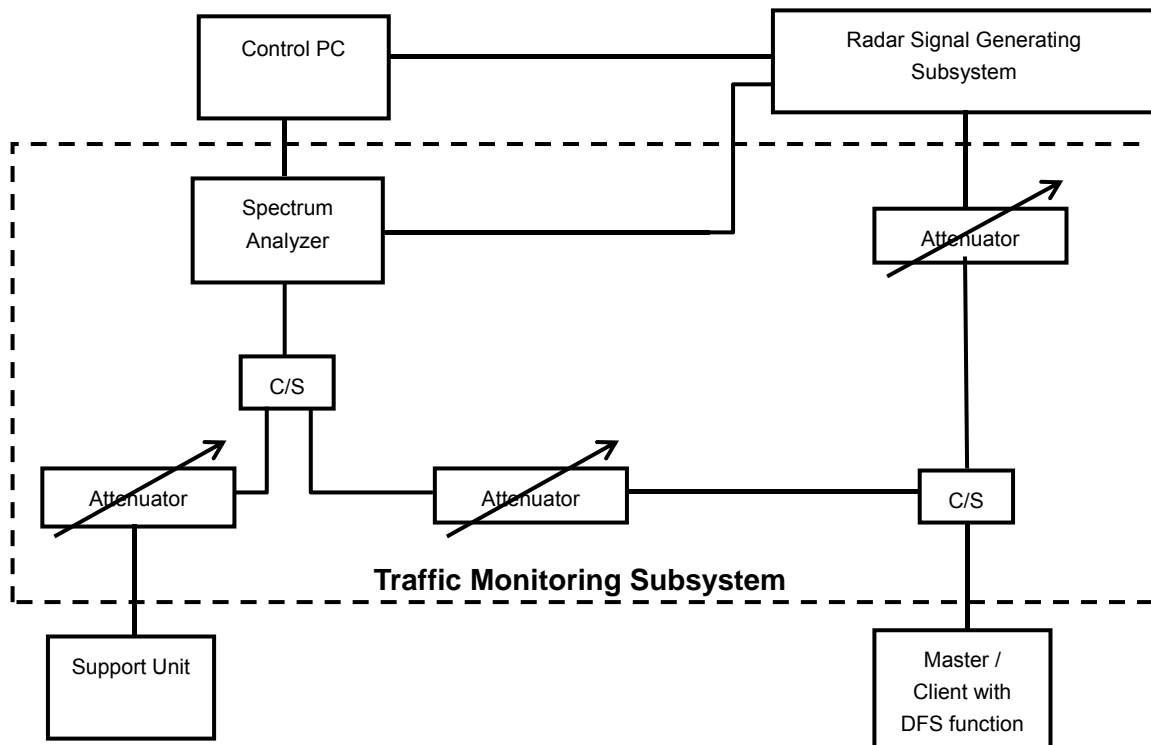 Control PC
Radar Signal Generating
Subsystem
Spectrum
Analyzer
Attenuator
C/S
Attenuator
Attenuator
C/S
Traffic Monitoring Subsystem
Support Unit
Master /
Client with
DFS function